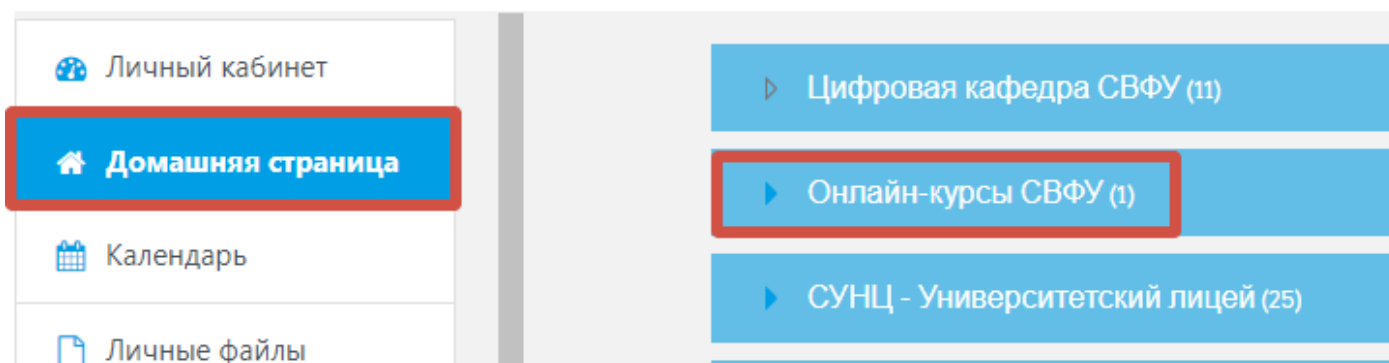 Личный кабинет
Домашняя страница
Календарь
Личные файлы
Цифровая кафедра СВФУ (11)
Онлайн-курсы СВФУ (1)
СУНЦ - Университетский лицей (25)